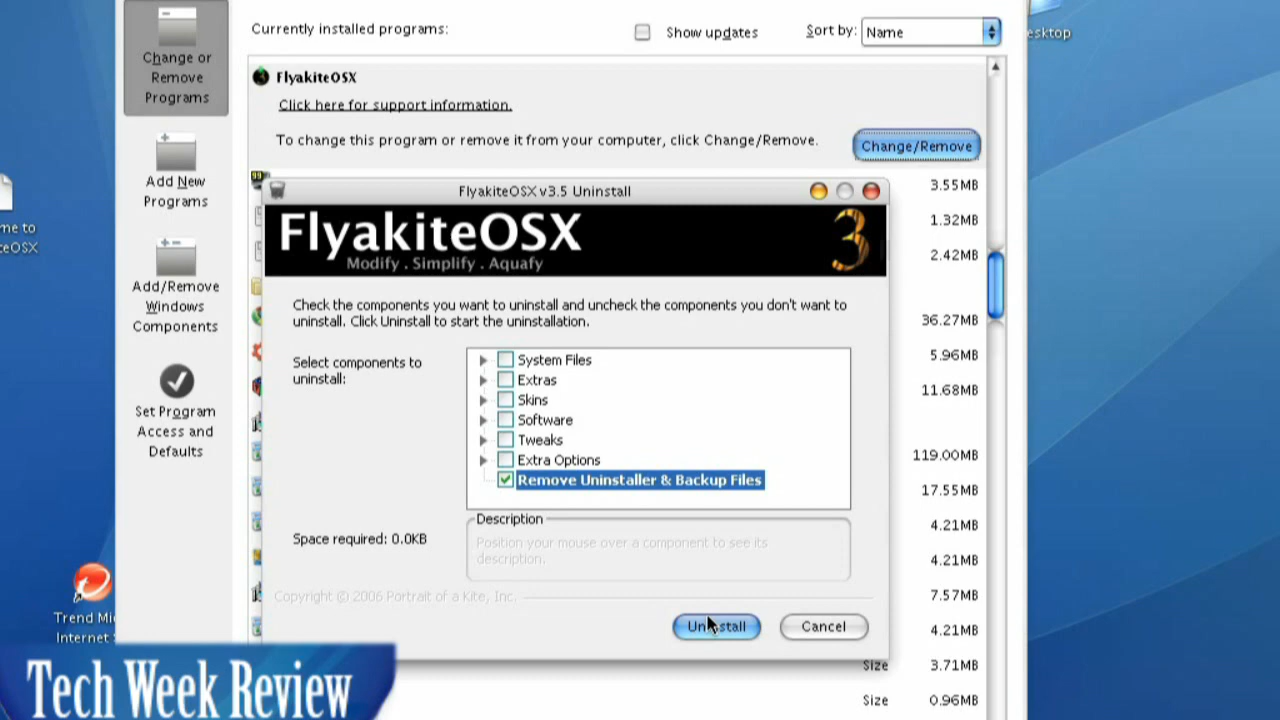 Currently installed programs:
Show updates
Sort by:
Name
Change or
Remove
Programs
FlyakiteOSX
Click here for support information.
To change this program or remove it from your computer, click Change/Remove.
Change/Remove
Add New
Programs
Add/Remove
Windows
Components
Set Program
Access and
Defaults
3.55MB
1.32MB
2.42MB
36.27MB
5.96MB
11.68MB
119.00MB
17.55MB
4.21MB
4.21MB
7.57MB
4.21MB
Size 3.71MB
Size 0.96MB
FlyakiteOSX v3.5 Uninstall
FlyakiteOSX
3
Modify . Simplify . Aquafy
Check the components you want to uninstall and uncheck the components you don't want to
uninstall. Click Uninstall to start the uninstallation.
Select components to
uninstall:
System Files
Extras
Skins
Software
Tweaks
Extra Options
Remove Uninstaller & Backup Files
Description
Position your mouse over a component to see its
description.
Space required: 0.0KB
Copyright © 2006 Portrait of a Kite, Inc.
Uninstall
Cancel
esktop
me to
teOSX
Trend Mi
Internet
Tech Week Review